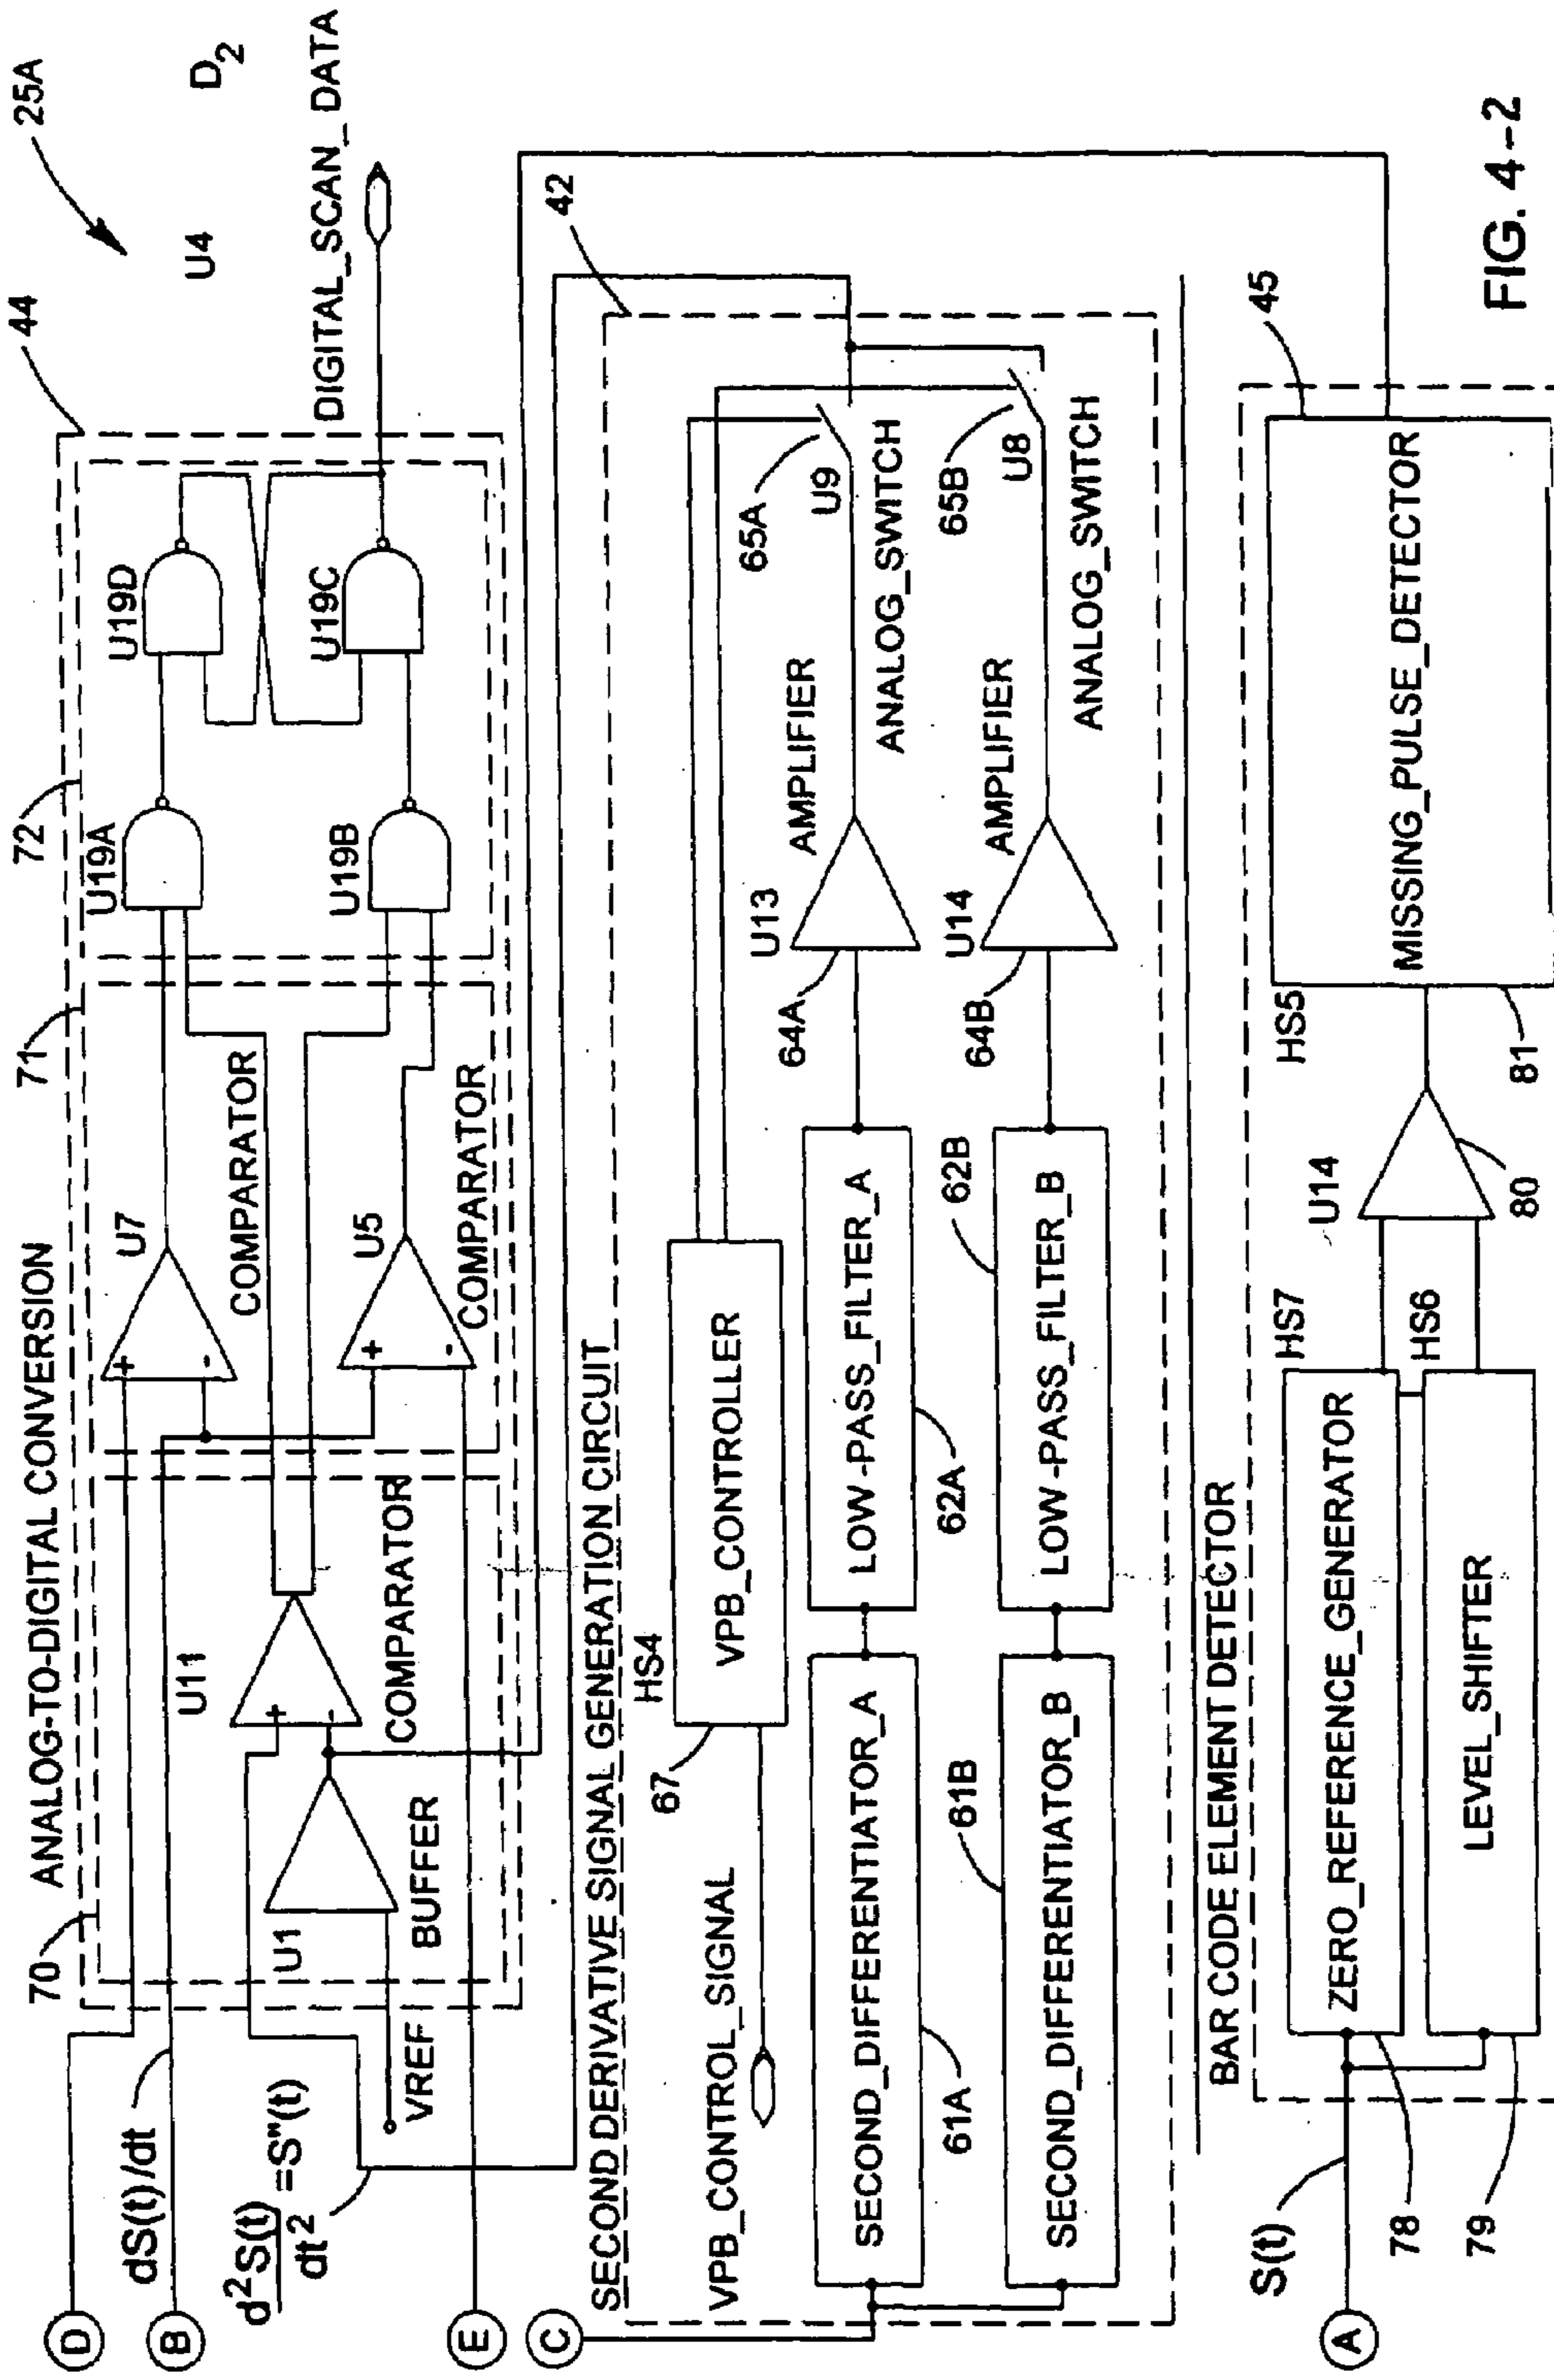 25A
44
U4
D2
72
71
70
ANALOG-TO-DIGITAL CONVERSION
U19D
DIGITAL_SCAN_DATA
U19A
U19C
U19B
U7
COMPARATOR
U5
COMPARATOR
U11
+
-
+
-
+
-
COMPARATOR
U1
BUFFER
VREF
D
dS(t)/dt
B
d²S(t)/dt² =S"'(t)
E
C
SECOND DERIVATIVE SIGNAL GENERATION CIRCUIT
42
HS4
VPB_CONTROLLER
67
VPB_CONTROL_SIGNAL
65A
U9
ANALOG_SWITCH
65B
U8
ANALOG_SWITCH
AMPLIFIER
U13
64A
AMPLIFIER
U14
64B
SECOND_DIFFERENTIATOR_A
LOW-PASS_FILTER_A
61A
62A
61B
62B
SECOND_DIFFERENTIATOR_B
LOW-PASS_FILTER_B
BAR CODE ELEMENT DETECTOR
45
S(t)
A
ZERO_REFERENCE_GENERATOR
HS7
78
HS6
LEVEL_SHIFTER
79
U14
80
HS5
MISSING_PULSE_DETECTOR
81
FIG. 4-2